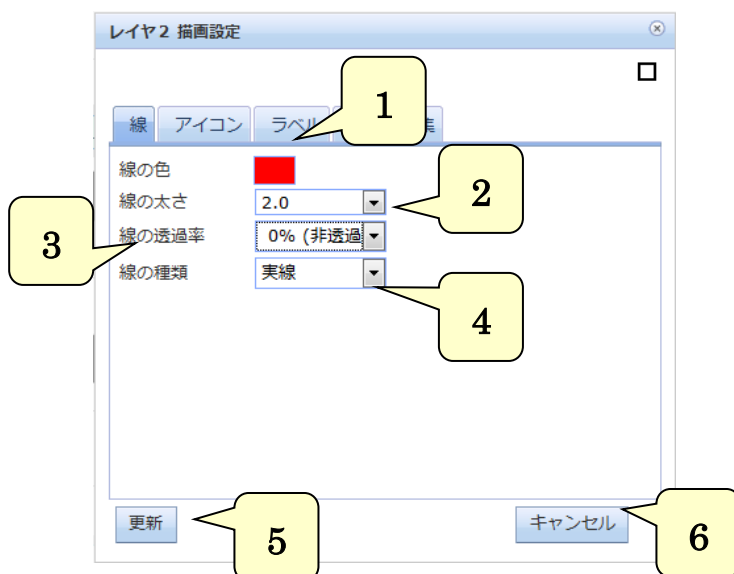 レイヤ2 描画設定
1
線 アイコン ラベル
線の色
2
線の太さ 2.0
3
線の透過率 0% (非透過
線の種類 実線
4
更新 キャンセル
5
6